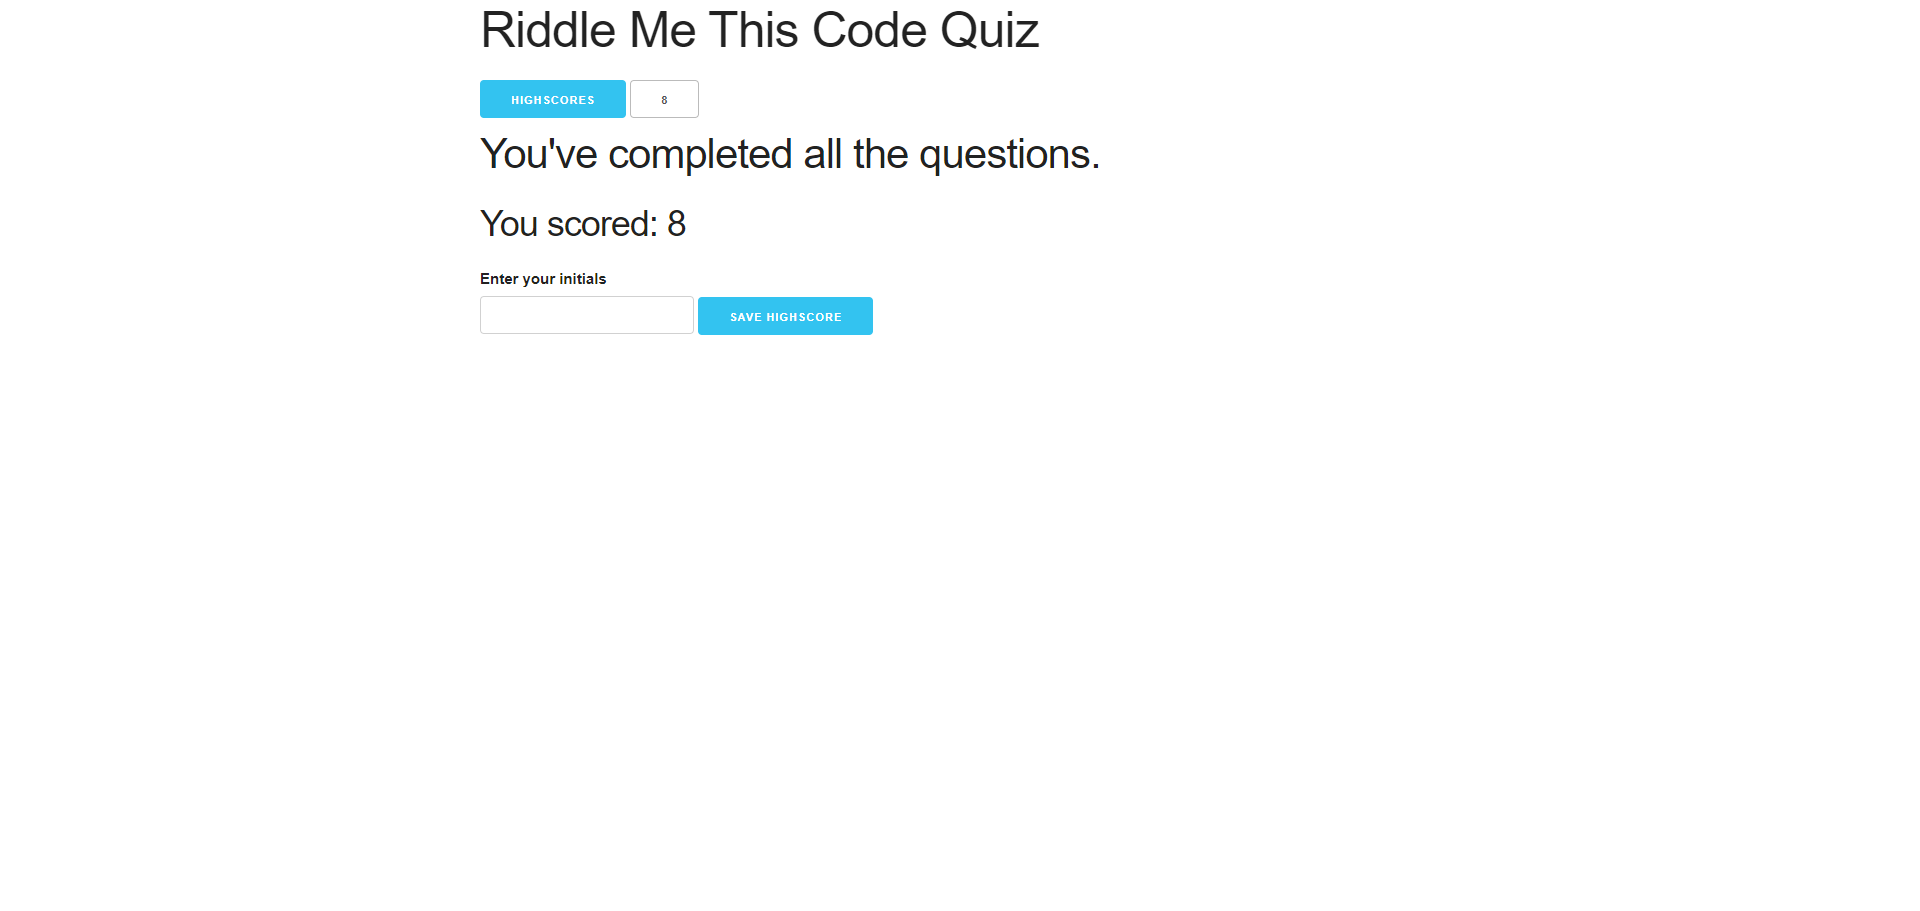 Riddle Me This Code Quiz
HIGHSCORES 8
You've completed all the questions.
You scored: 8
Enter your initials
SAVE HIGHSCORE